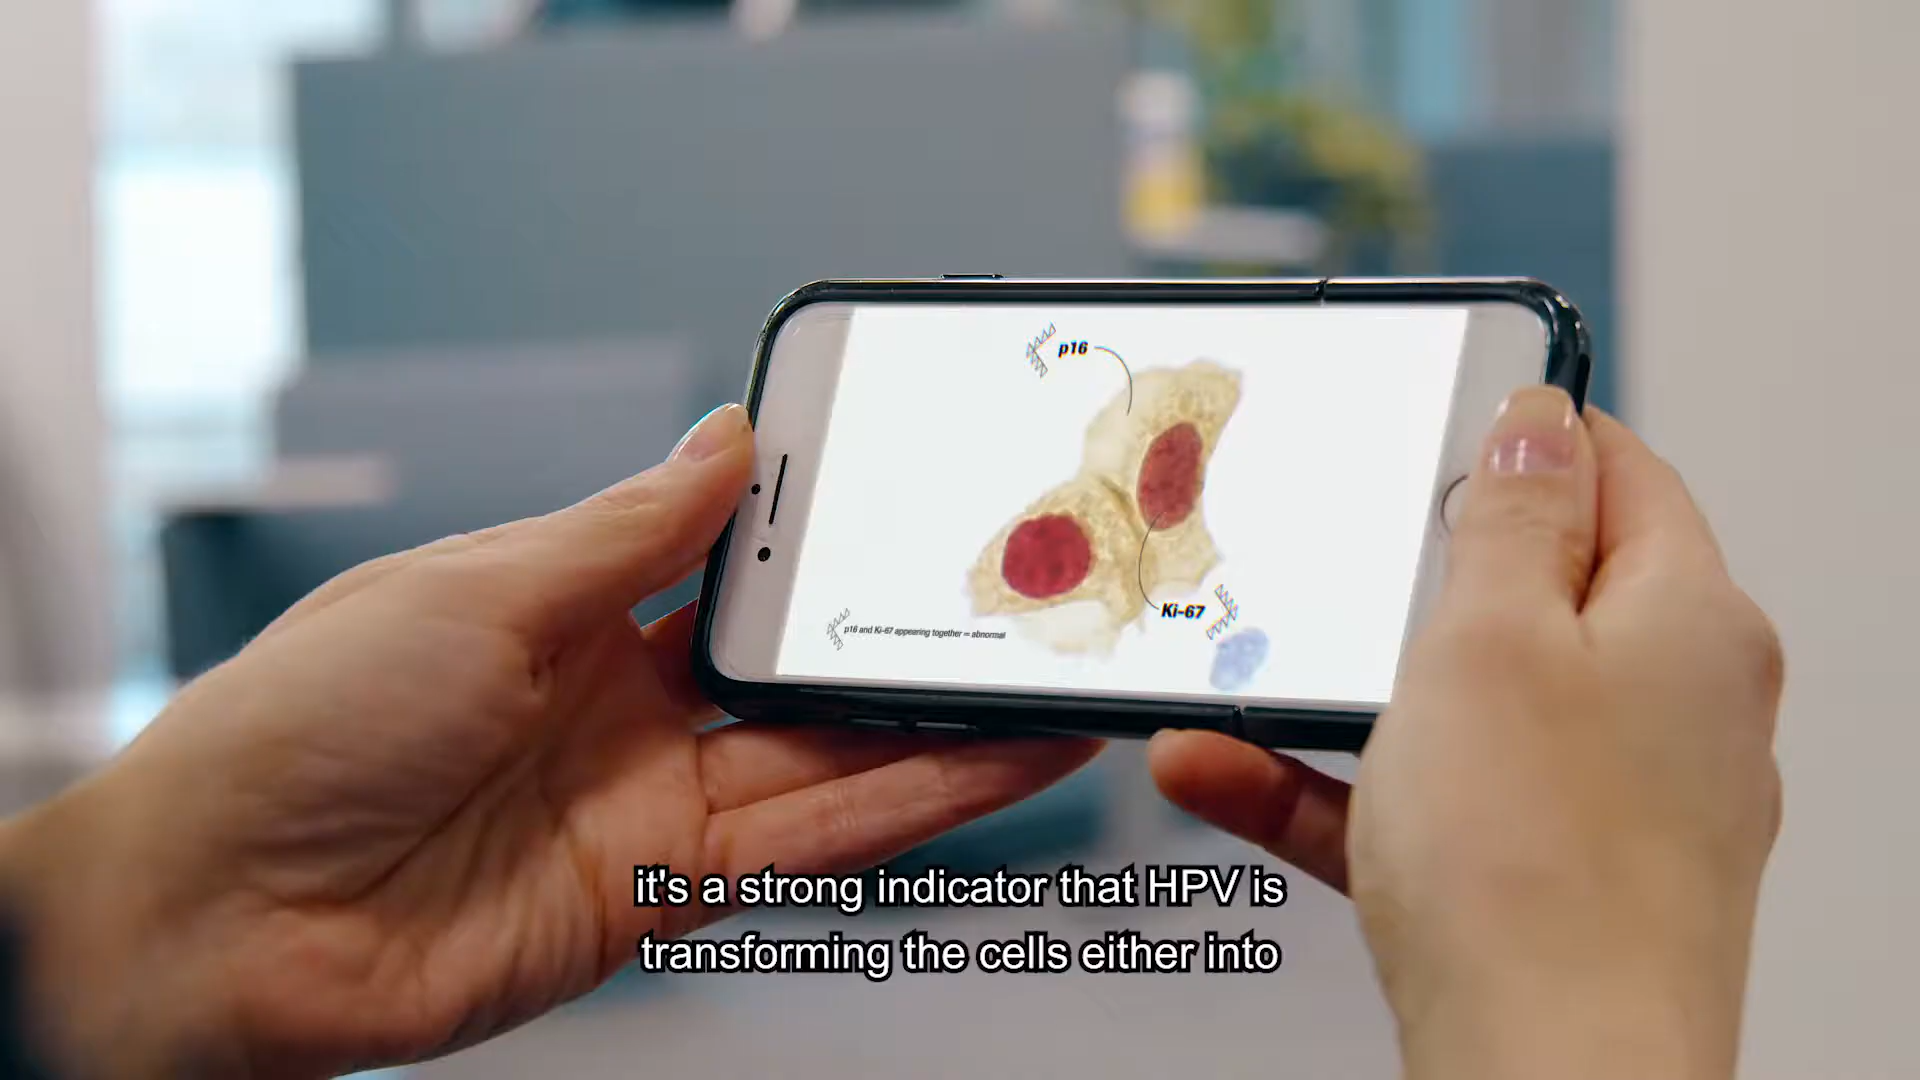 p16
Ki-67
p16 and Ki-67 appearing together = abnormal
it's a strong indicator that HPV is
transforming the cells either into